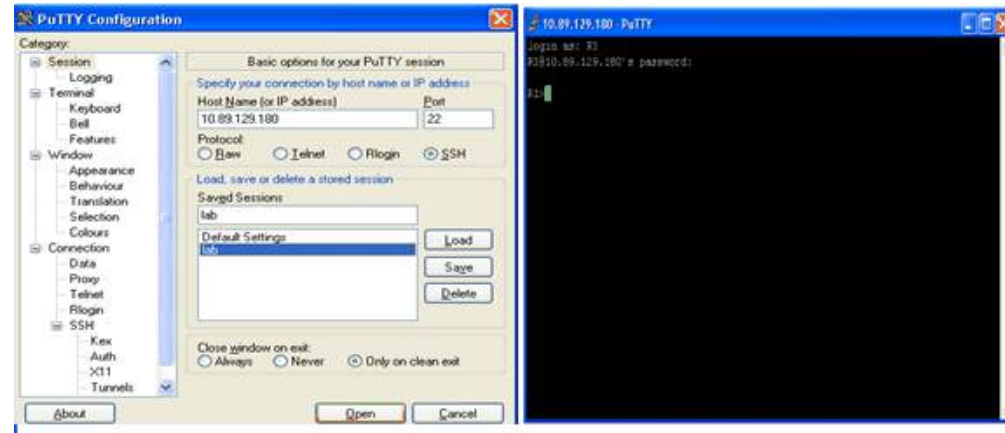 PuTTY Configuration
Category:
Session
Logging
Terminal
Keyboard
Bell
Features
Window
Appearance
Behaviour
Translation
Selection
Colours
Connection
Data
Proxy
Telnet
Rlogin
SSH
Kex
Auth
X11
Tunnels
Basic options for your PuTTY session
Specify your connection by host name or IP address
Host Name (or IP address)
Port
10.89.129.180
22
Protocol:
Raw Telnet Rlogin SSH
Load, save or delete a stored session
Saved Sessions
lab
Default Settings
lab
Load
Save
Delete
Close window on exit:
Always Never Only on clean exit
About
Open
Cancel
10.89.129.180 - PuTTY
login as: R3
R3@10.89.129.180's password: